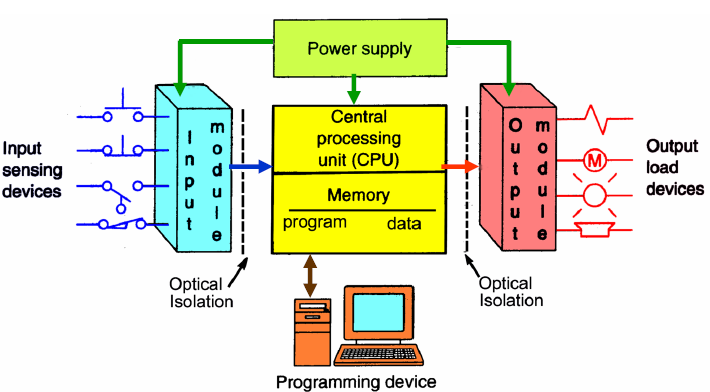 Power supply
Input
sensing
devices
Input
module
Central
processing
unit (CPU)
Memory
program data
Output
module
M
Output
load
devices
Optical
Isolation
Optical
Isolation
Programming device